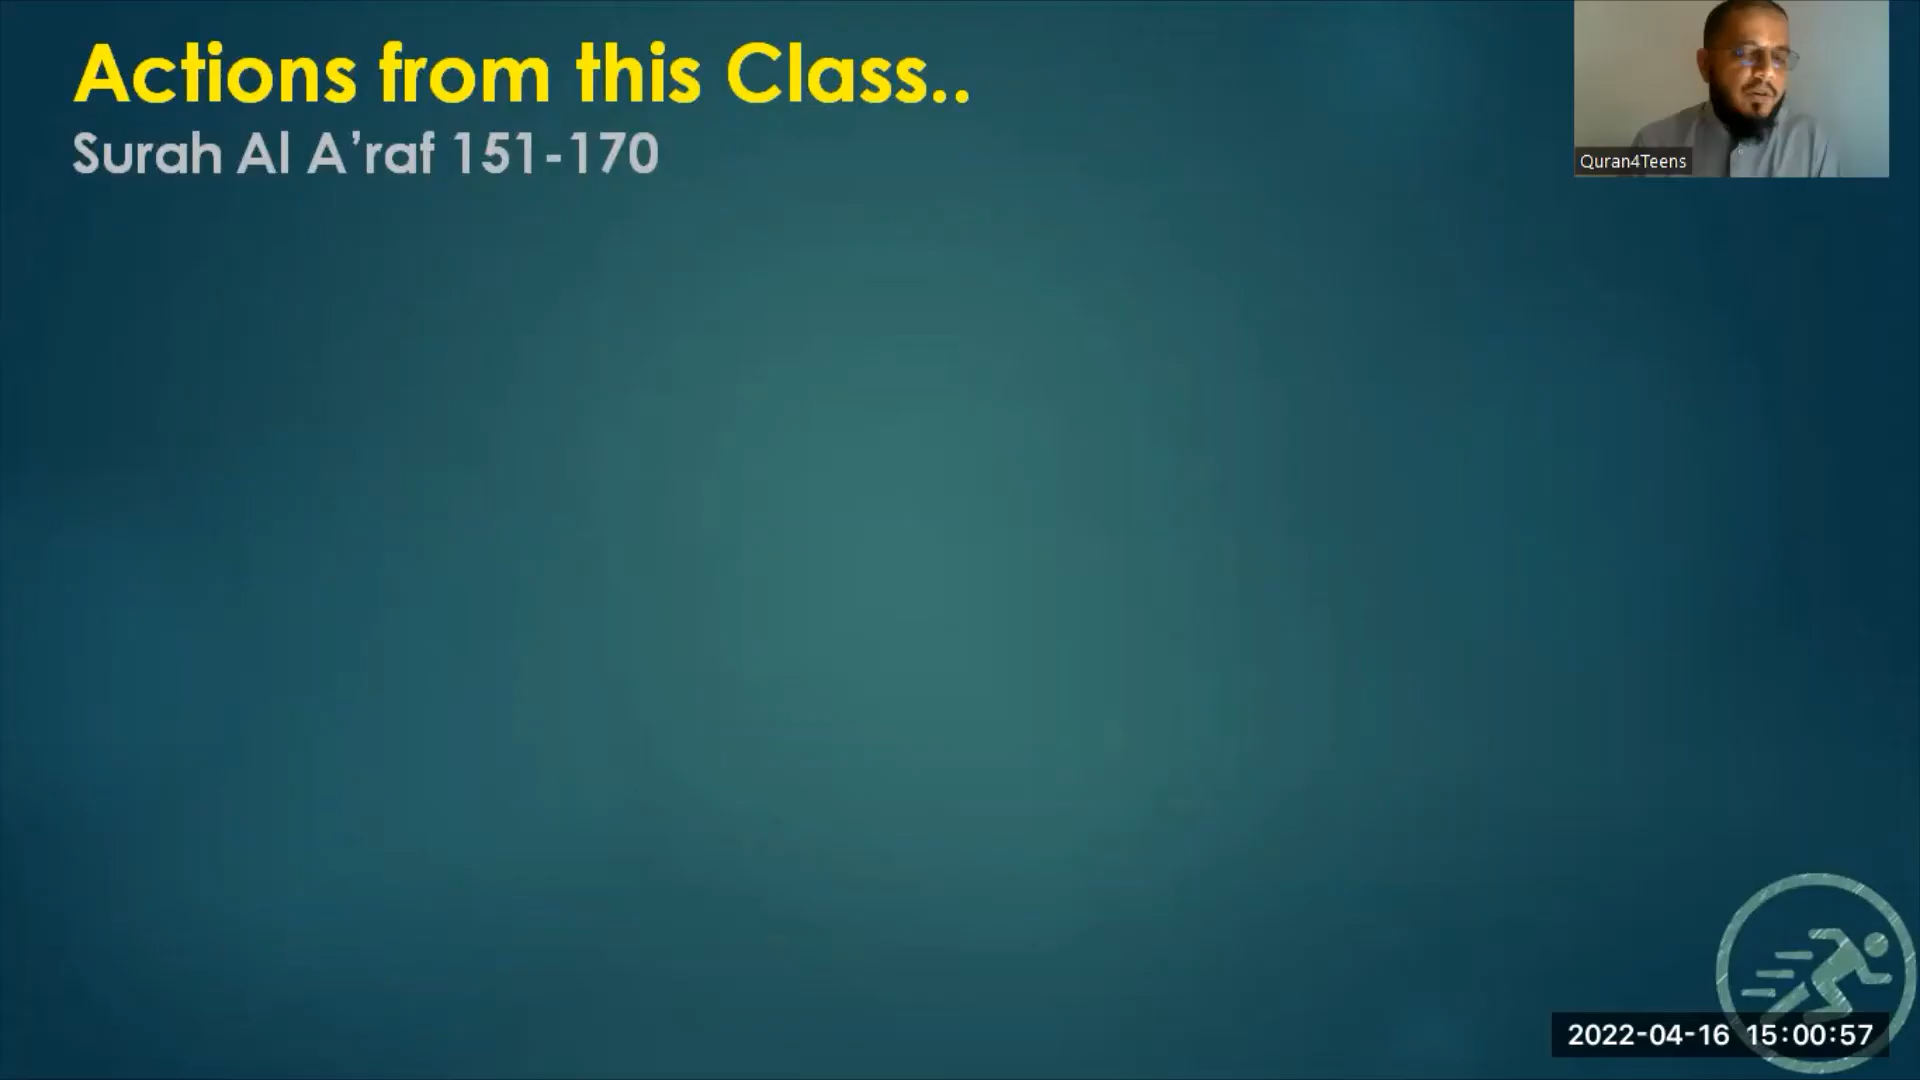 Actions from this Class..
Surah Al A’raf 151-170
Quran4Teens
2022-04-16 15:00:57